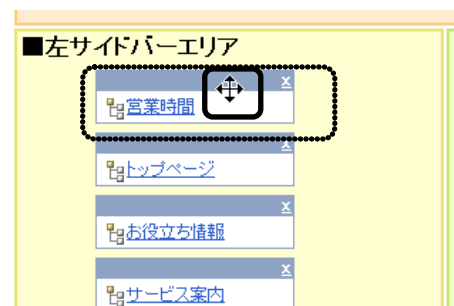 ■左サイドバーエリア
x
営業時間
x
トップページ
x
お役立ち情報
x
サービス案内